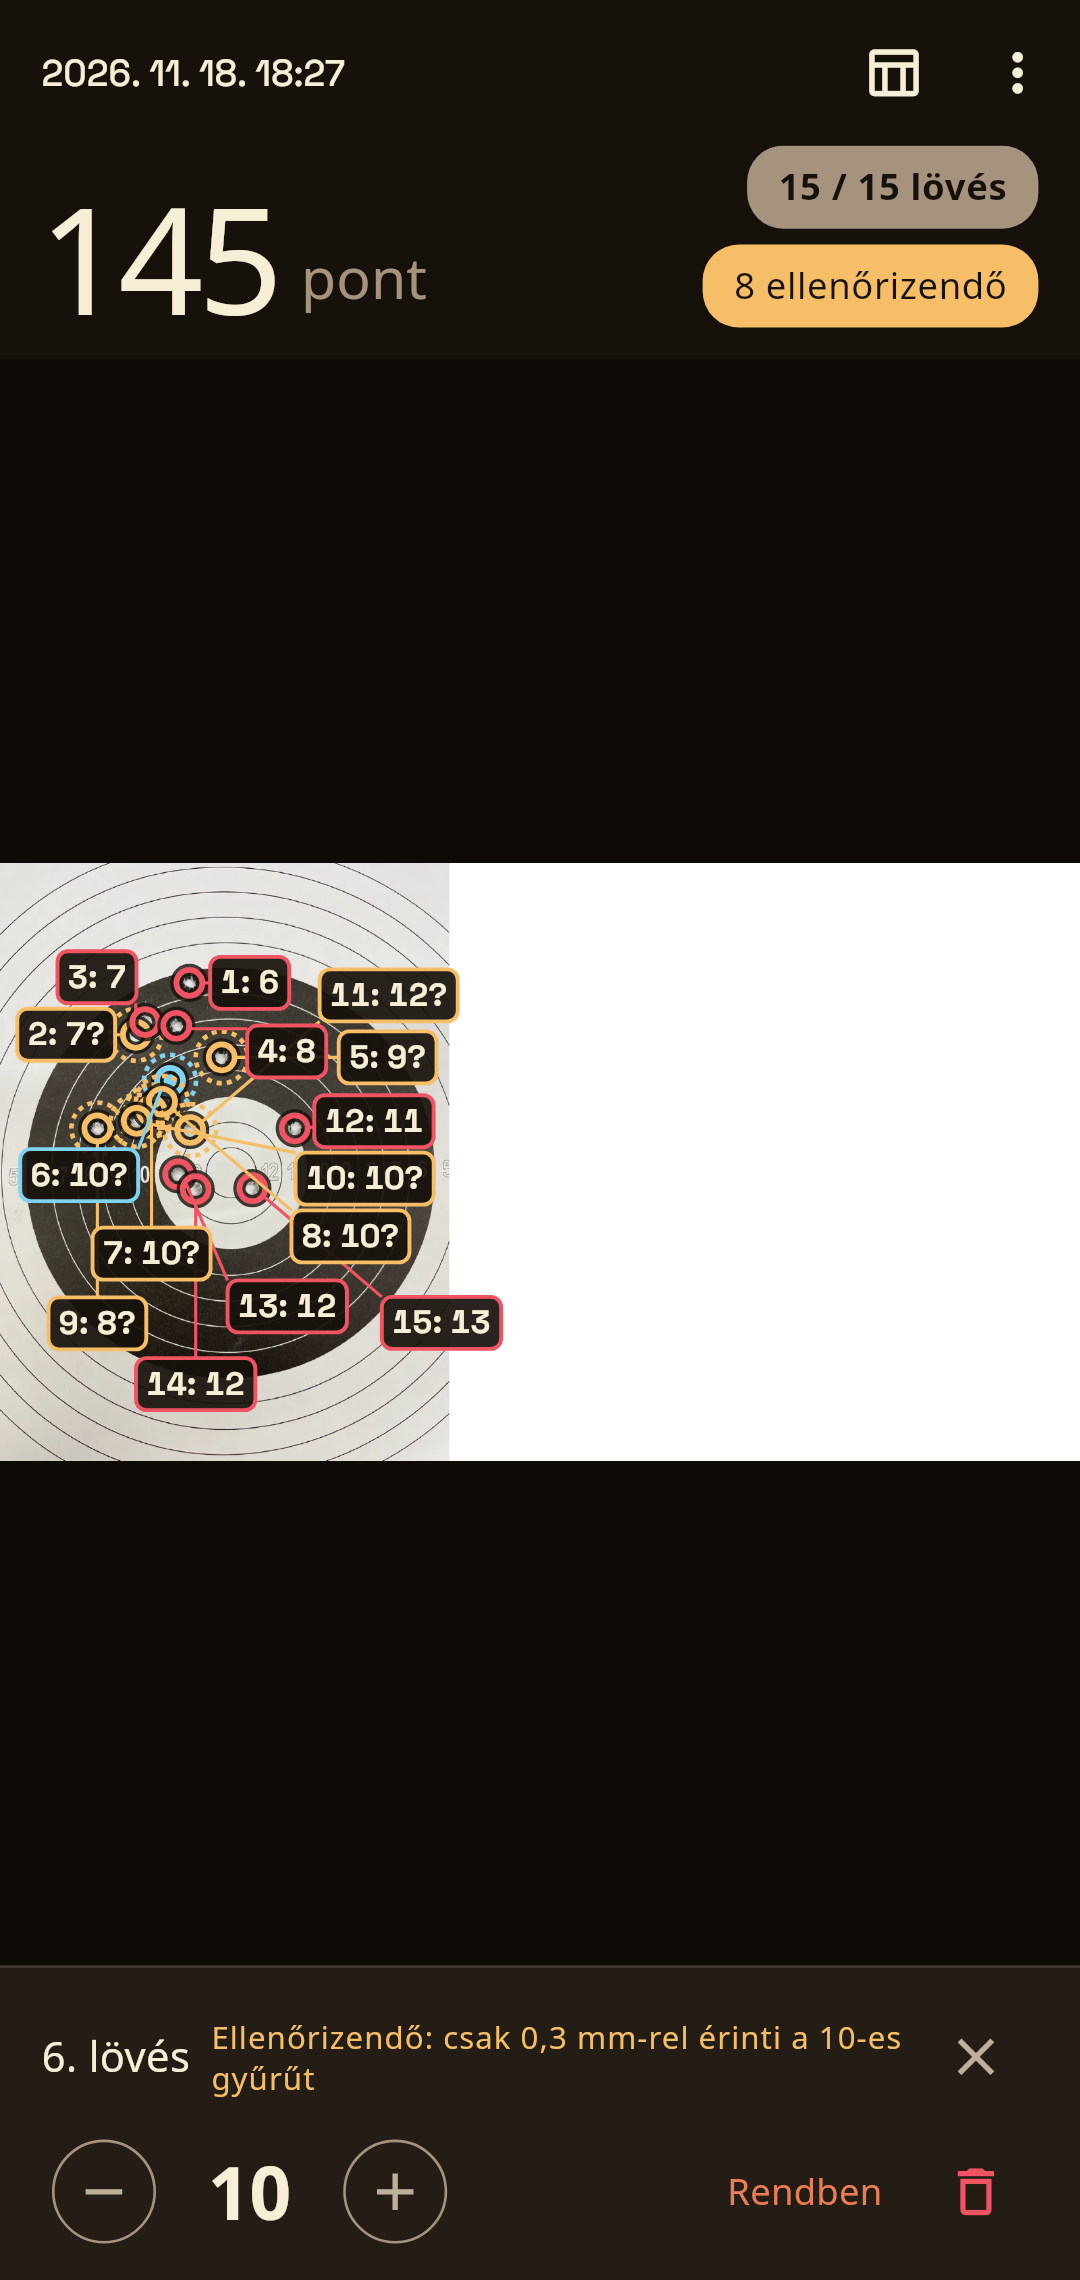 2026. 11. 18. 18:27
145 pont
15 / 15 lövés
8 ellenőrizendő
3: 7
1: 6
11: 12?
2: 7?
4: 8
5: 9?
12: 11
6: 10?
10: 10?
8: 10?
7: 10?
13: 12
9: 8?
15: 13
14: 12
6. lövés
Ellenőrizendő: csak 0,3 mm-rel érinti a 10-es
gyűrűt
10
Rendben